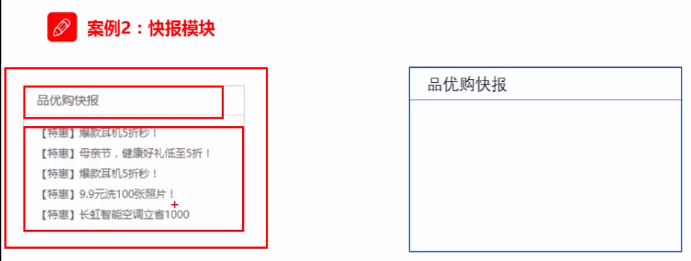 案例2：快报模块
品优购快报
【特惠】爆款耳机5折秒！
【特惠】母亲节，健康好礼低至5折！
【特惠】爆款耳机5折秒！
【特惠】9.9元洗100张照片！
【特惠】长虹智能空调立省1000
品优购快报